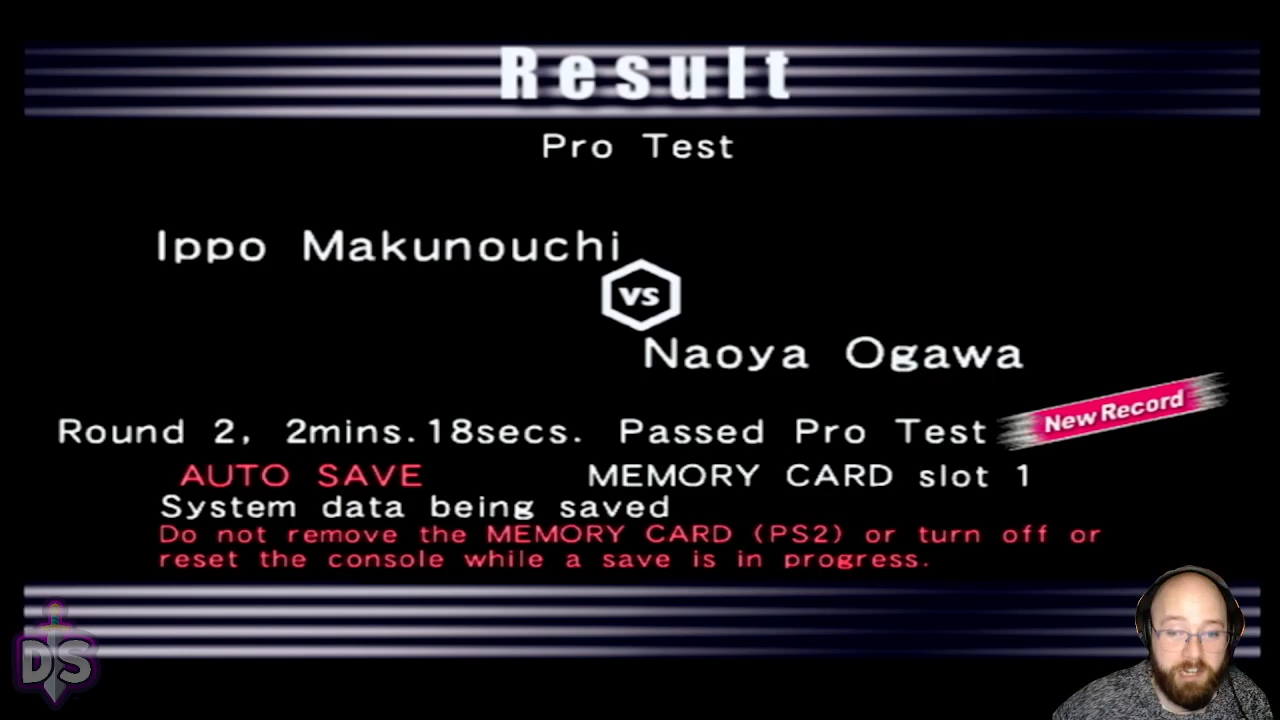 Result
Pro Test
Ippo Makunouchi
VS
Naoya Ogawa
New Record
Round 2, 2mins.18secs. Passed Pro Test
AUTO SAVE MEMORY CARD slot 1
System data being saved
Do not remove the MEMORY CARD (PS2) or turn off or
reset the console while a save is in progress.
DS